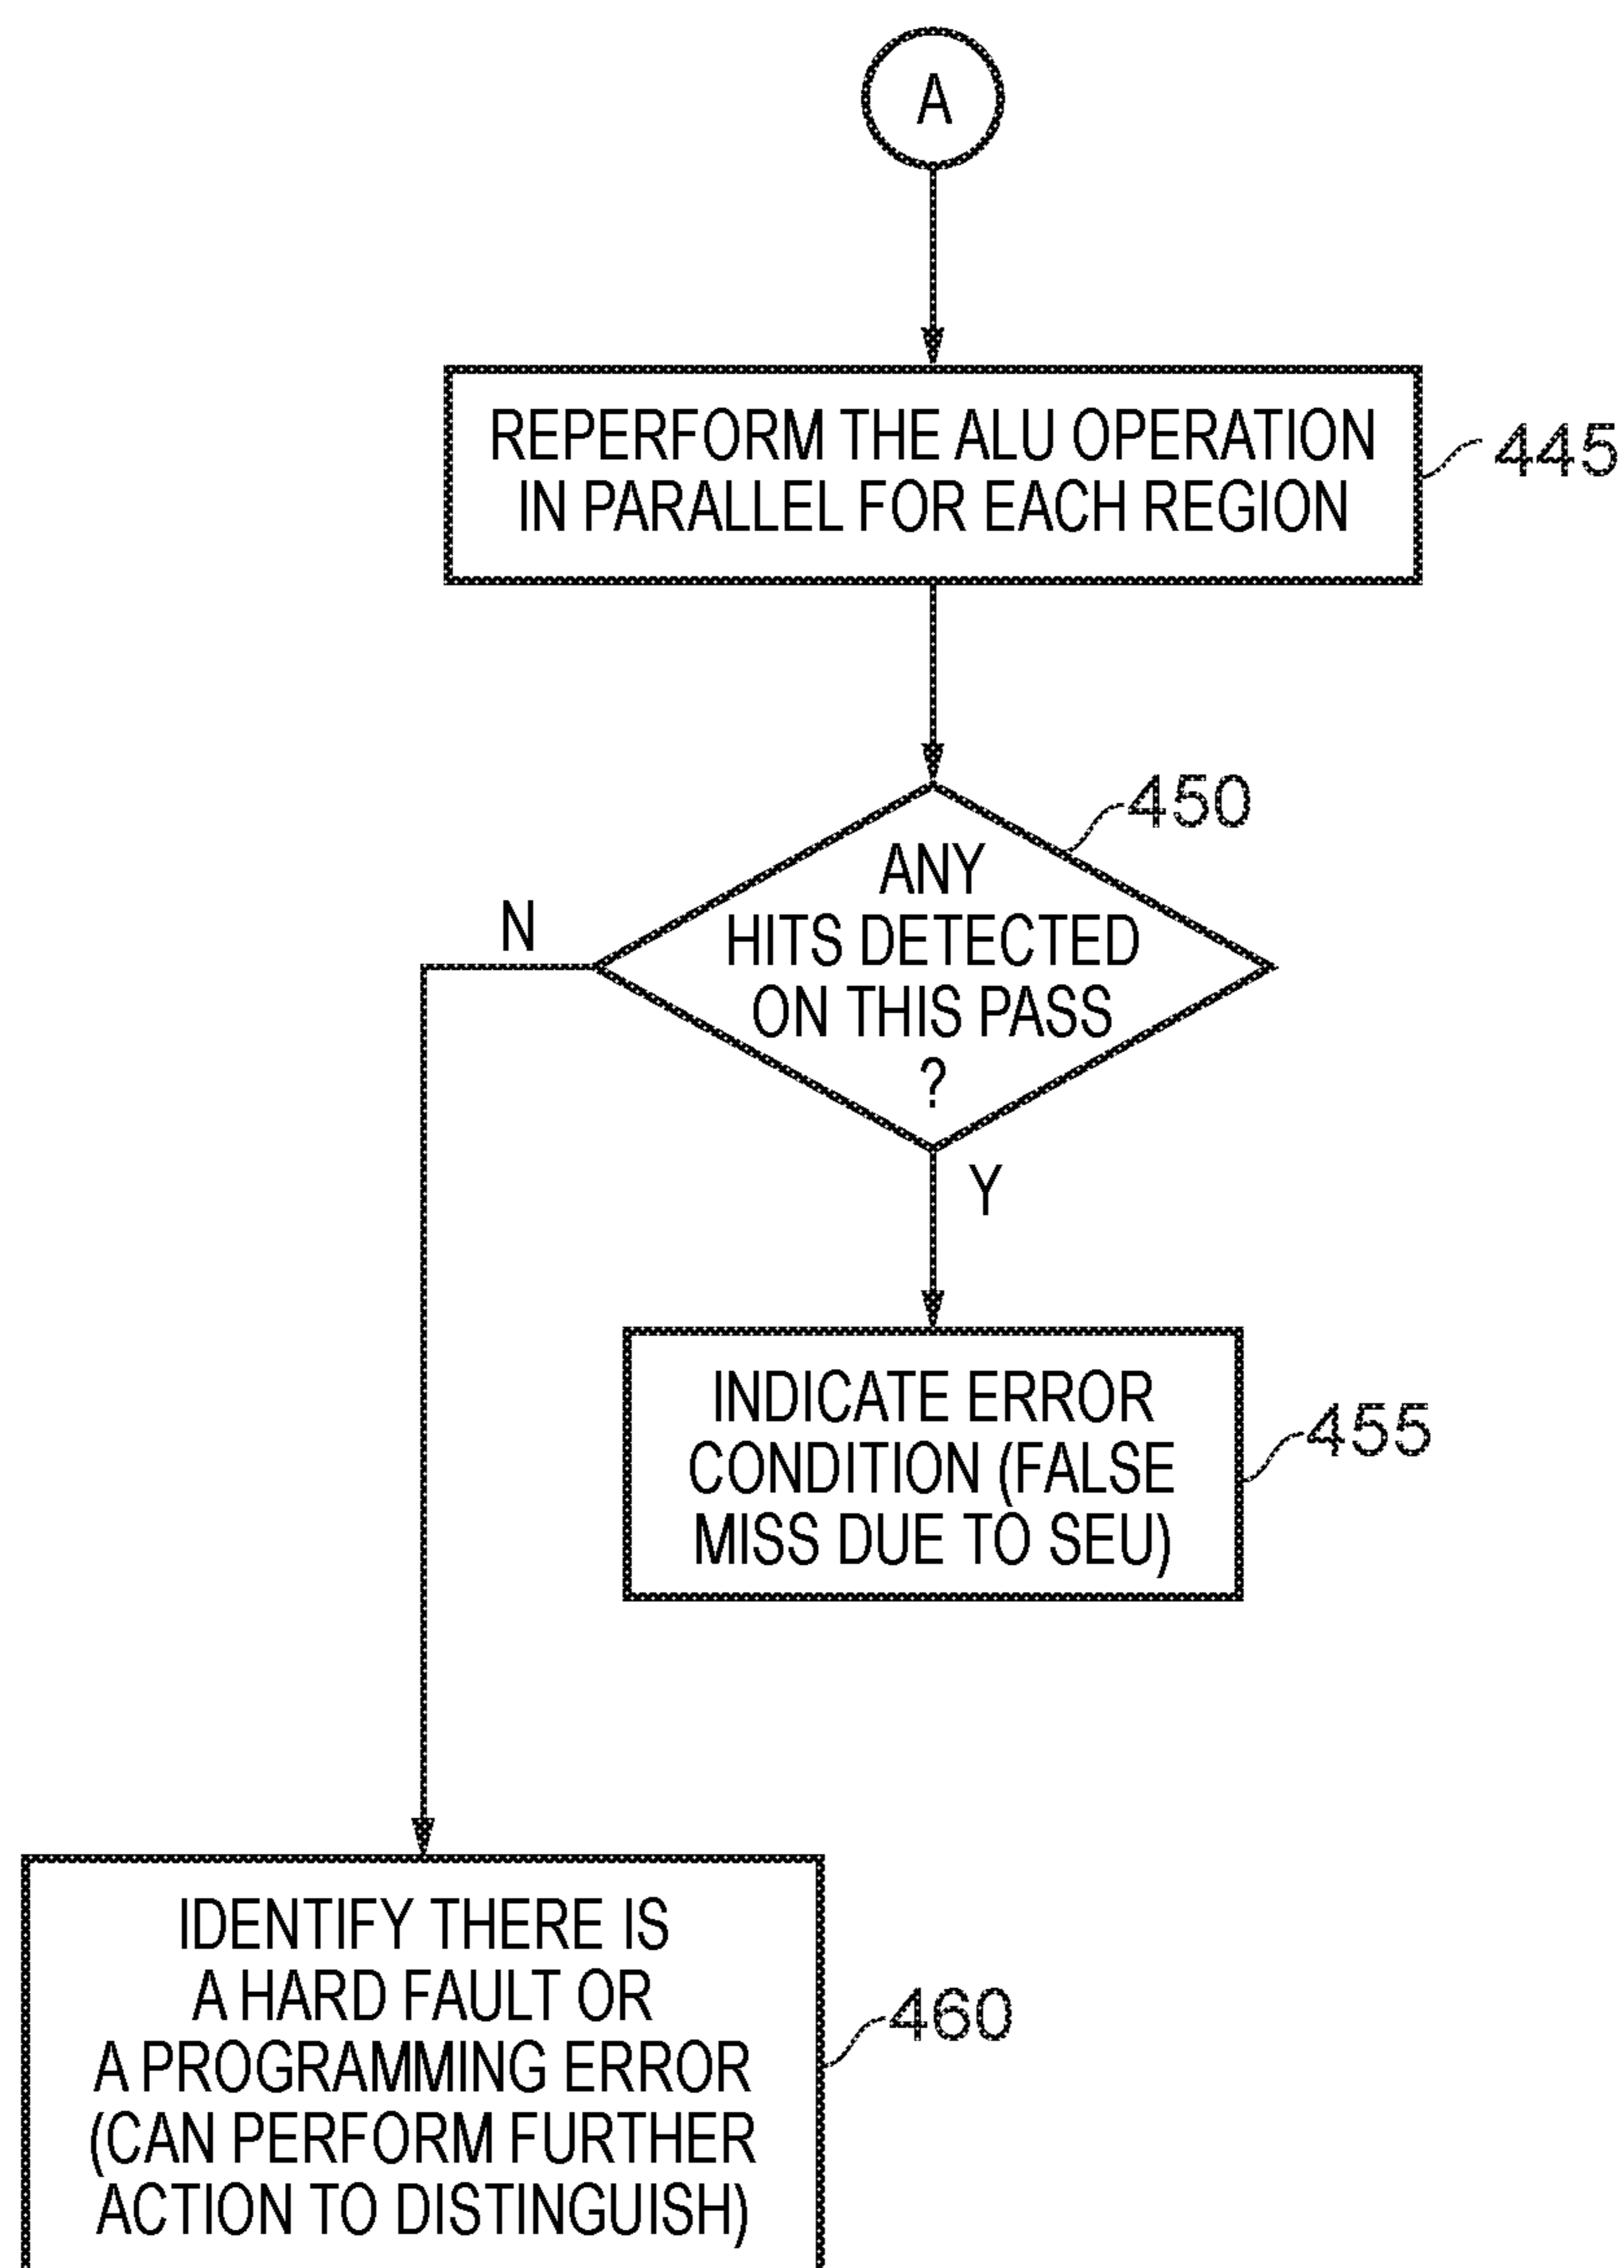 A
REPERFORM THE ALU OPERATION
IN PARALLEL FOR EACH REGION
445
450
ANY
HITS DETECTED
ON THIS PASS
?
N
Y
INDICATE ERROR
CONDITION (FALSE
MISS DUE TO SEU)
455
IDENTIFY THERE IS
A HARD FAULT OR
A PROGRAMMING ERROR
(CAN PERFORM FURTHER
ACTION TO DISTINGUISH)
460